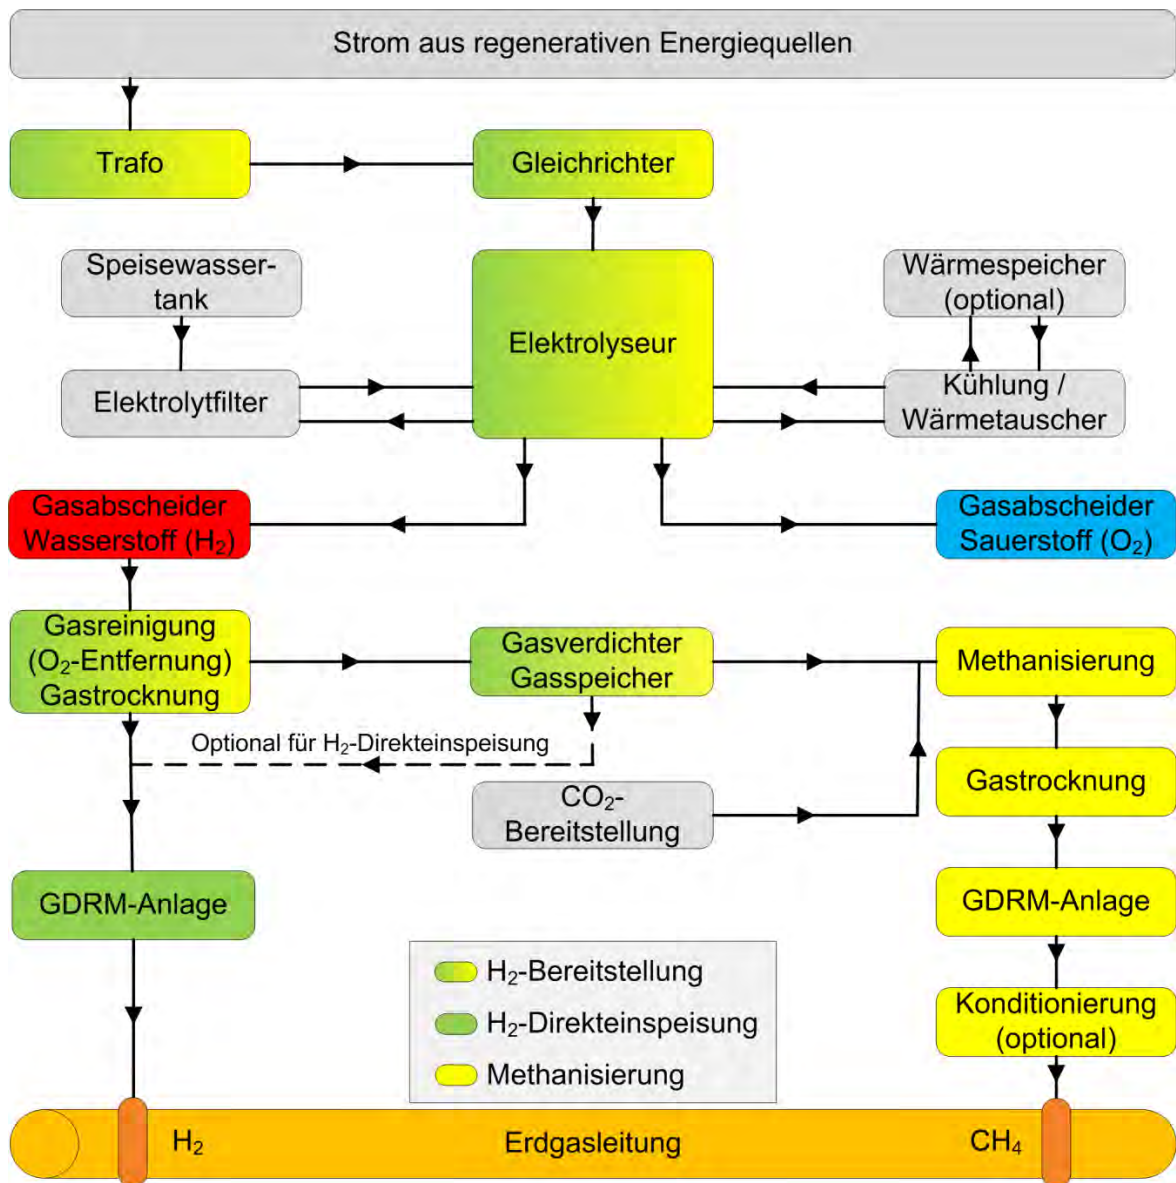 Strom aus regenerativen Energiequellen
Trafo
Gleichrichter
Speisewasser-
tank
Elektrolyseur
Wärmespeicher
(optional)
Elektrolytfilter
Kühlung /
Wärmetauscher
Gasabscheider
Wasserstoff (H₂)
Gasabscheider
Sauerstoff (O₂)
Gasreinigung
(O₂-Entfernung)
Gastrocknung
Gasverdichter
Gasspeicher
Methanisierung
Optional für H₂-Direkteinspeisung
Gastrocknung
CO₂-
Bereitstellung
GDRM-Anlage
GDRM-Anlage
H₂-Bereitstellung
H₂-Direkteinspeisung
Methanisierung
Konditionierung
(optional)
H₂
Erdgasleitung
CH₄